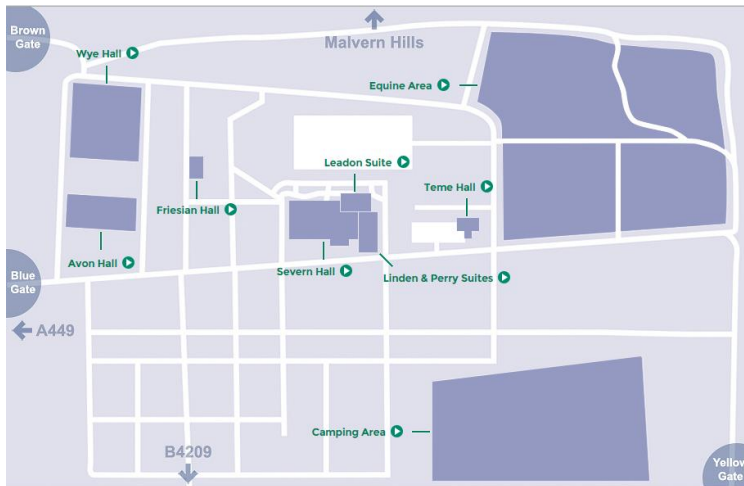 Brown
Gate
Malvern Hills
Wye Hall
Equine Area
Leadon Suite
Teme Hall
Friesian Hall
Avon Hall
Severn Hall
Linden & Perry Suites
Blue
Gate
A449
Camping Area
B4209
Yellow
Gate